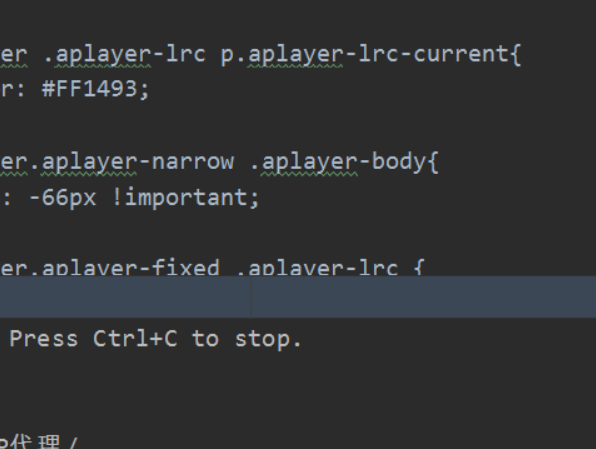 er .aplayer-lrc p.aplayer-lrc-current{
r: #FF1493;
er.aplayer-narrow .aplayer-body{
: -66px !important;
er.aplayer-fixed .aplayer-lrc {
Press Ctrl+C to stop.
P代理/